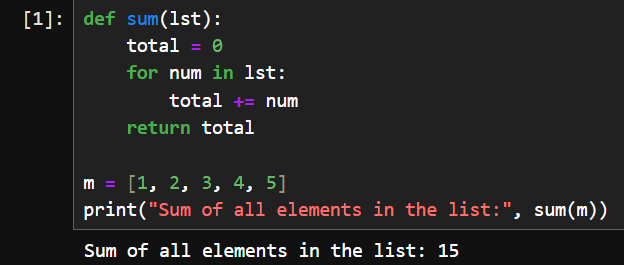 [1]: def sum(lst):
    total = 0
    for num in lst:
        total += num
    return total

m = [1, 2, 3, 4, 5]
print("Sum of all elements in the list:", sum(m))
Sum of all elements in the list: 15